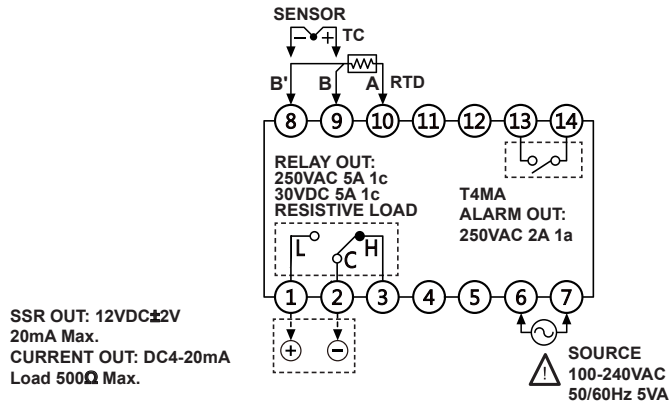 SENSOR
− + TC
B' B A RTD
8 9 10 11 12 13 14
RELAY OUT:
250VAC 5A 1c
30VDC 5A 1c
RESISTIVE LOAD
T4MA
ALARM OUT:
250VAC 2A 1a
L C H
1 2 3 4 5 6 7
+ −
SSR OUT: 12VDC±2V
20mA Max.
CURRENT OUT: DC4-20mA
Load 500Ω Max.
! SOURCE
100-240VAC
50/60Hz 5VA